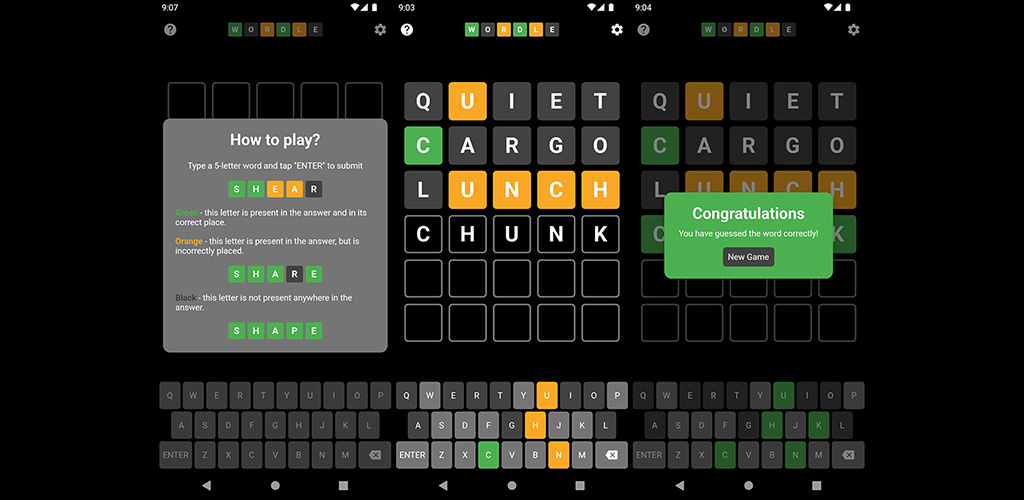 9:07
? W O R D L E
How to play?
Type a 5-letter word and tap "ENTER" to submit
S H E A R
Green - this letter is present in the answer and in its
correct place.
Orange - this letter is present in the answer, but is
incorrectly placed.
S H A R E
Black - this letter is not present anywhere in the
answer.
S H A P E
Q W E R T Y U I O P
A S D F G H J K L
ENTER Z X C V B N M
9:03
? W O R D L E
Q U I E T
C A R G O
L U N C H
C H U N K
Q W E R T Y U I O P
A S D F G H J K L
ENTER Z X C V B N M
9:04
? W O R D L E
Q U I E T
C A R G O
L U N C H
C K
Congratulations
You have guessed the word correctly!
New Game
Q W E R T Y U I O P
A S D F G H J K L
ENTER Z X C V B N M